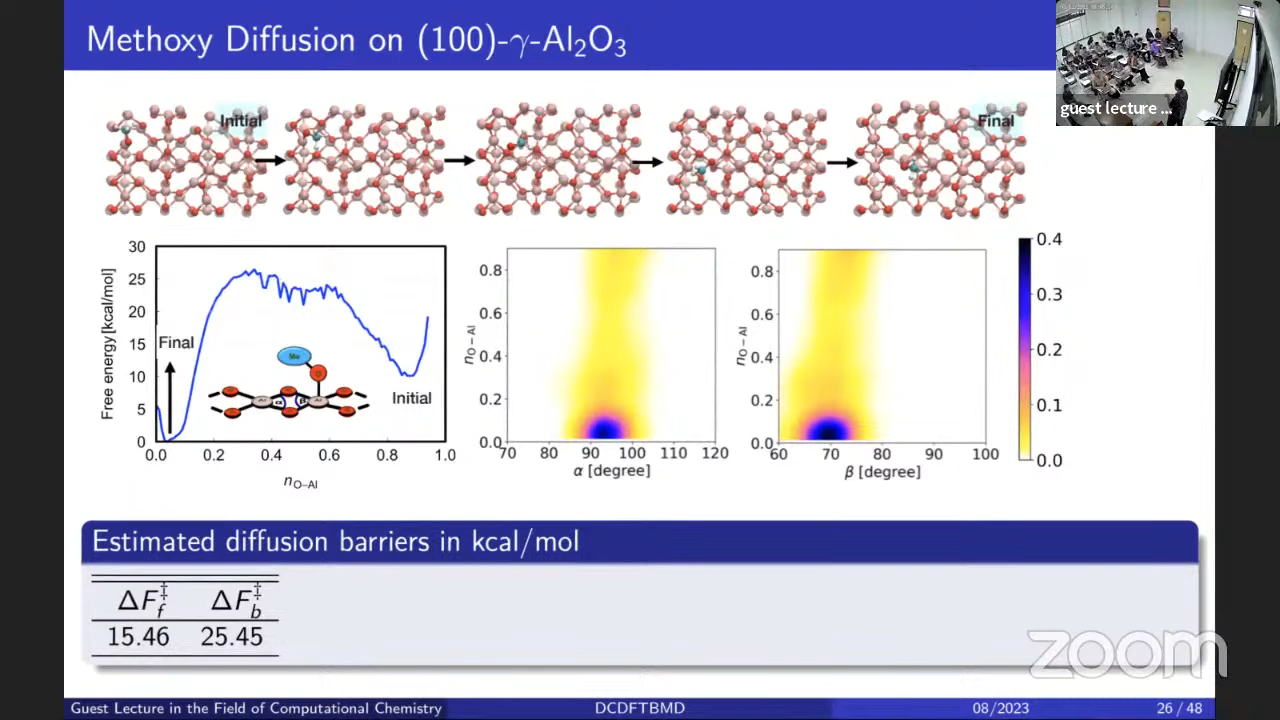 Methoxy Diffusion on (100)-γ-Al₂O₃
guest lecture ...
Initial
Final
30
25
20
15
10
5
0
Free energy [kcal/mol]
Final
Initial
Me
O
α
β
0.0 0.2 0.4 0.6 0.8 1.0
n_O–Al
0.8
0.6
0.4
0.2
0.0
n_O−Al
70 80 90 100 110 120
α [degree]
0.8
0.6
0.4
0.2
0.0
n_O−Al
60 70 80 90 100
β [degree]
0.4
0.3
0.2
0.1
0.0
Estimated diffusion barriers in kcal/mol
ΔF_f^‡ ΔF_b^‡
15.46 25.45
zoom
Guest Lecture in the Field of Computational Chemistry DCDFTBMD 08/2023 26 / 48